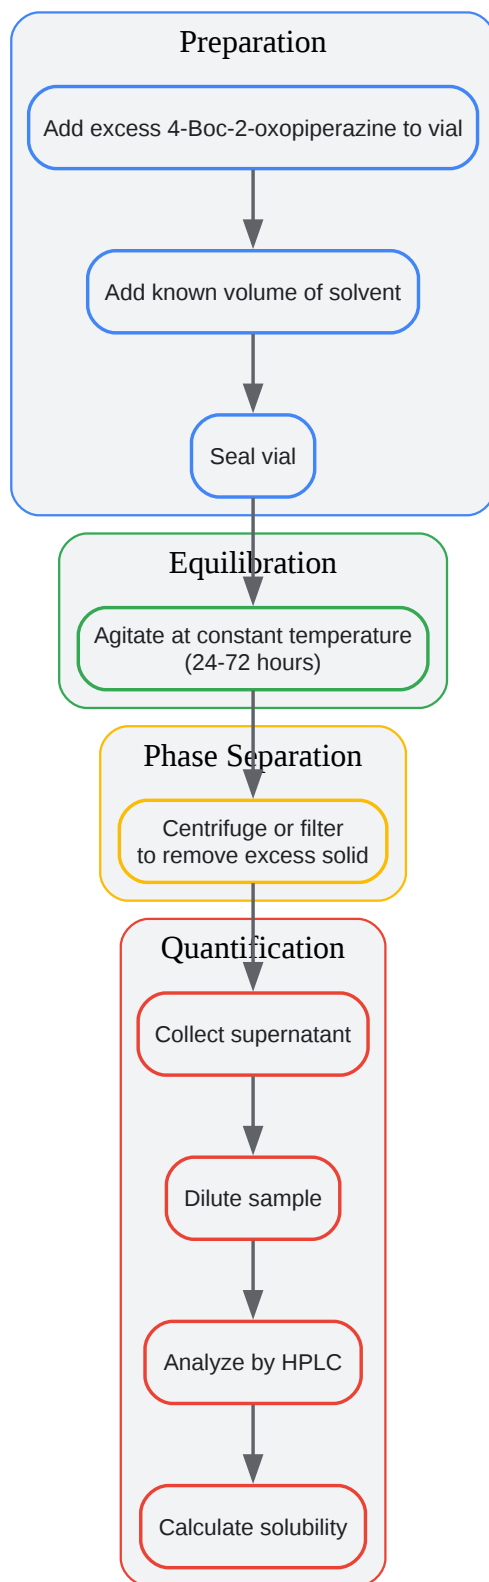 Preparation
Add excess 4-Boc-2-oxopiperazine to vial
Add known volume of solvent
Seal vial
Equilibration
Agitate at constant temperature
(24-72 hours)
Phase Separation
Centrifuge or filter
to remove excess solid
Quantification
Collect supernatant
Dilute sample
Analyze by HPLC
Calculate solubility